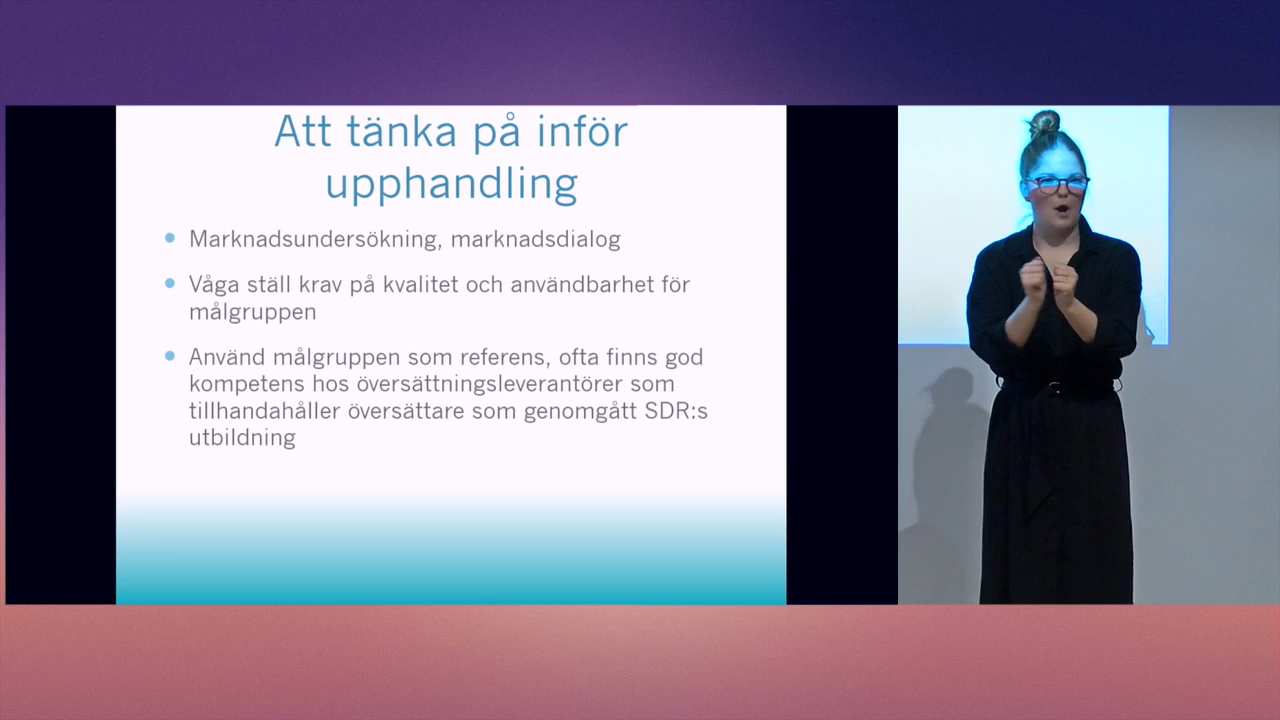 Att tänka på inför
upphandling
Marknadsundersökning, marknadsdialog
Våga ställ krav på kvalitet och användbarhet för
målgruppen
Använd målgruppen som referens, ofta finns god
kompetens hos översättningsleverantörer som
tillhandahåller översättare som genomgått SDR:s
utbildning